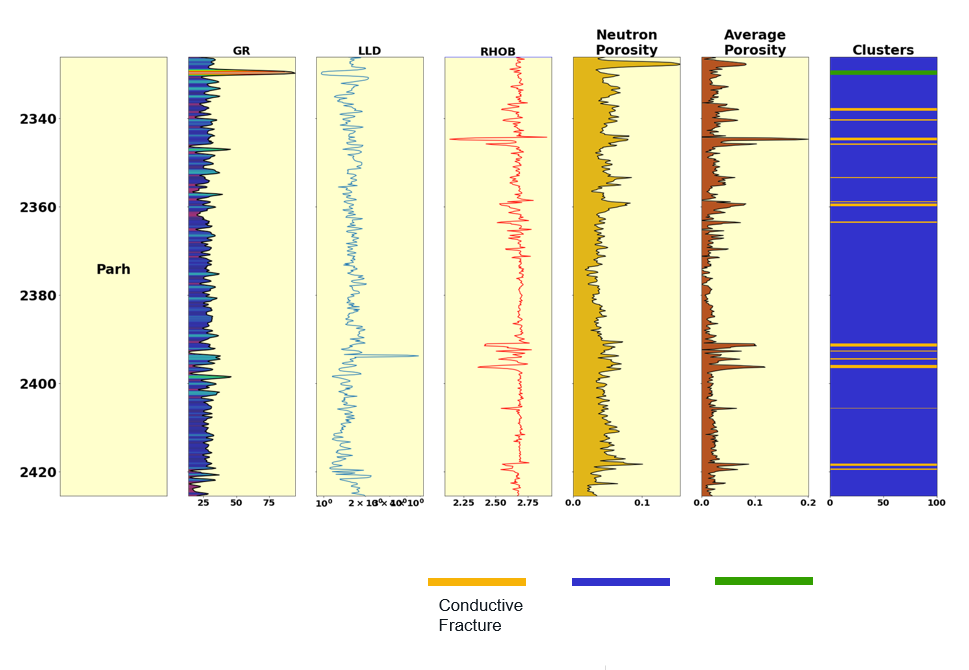 GR
LLD
RHOB
Neutron
Porosity
Average
Porosity
Clusters
2340
2360
Parh
2380
2400
2420
25 50 75
10⁰
2.25 2.50 2.75
0.0 0.1
0.0 0.1 0.2
0 50 100
Conductive
Fracture